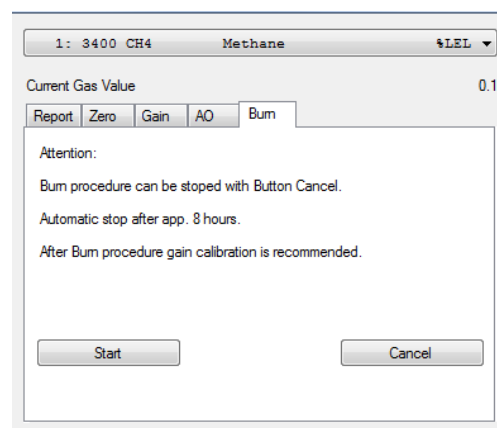 1: 3400 CH4 Methane %LEL
Current Gas Value 0.1
Report Zero Gain AO Burn
Attention:
Burn procedure can be stoped with Button Cancel.
Automatic stop after app. 8 hours.
After Burn procedure gain calibration is recommended.
Start Cancel